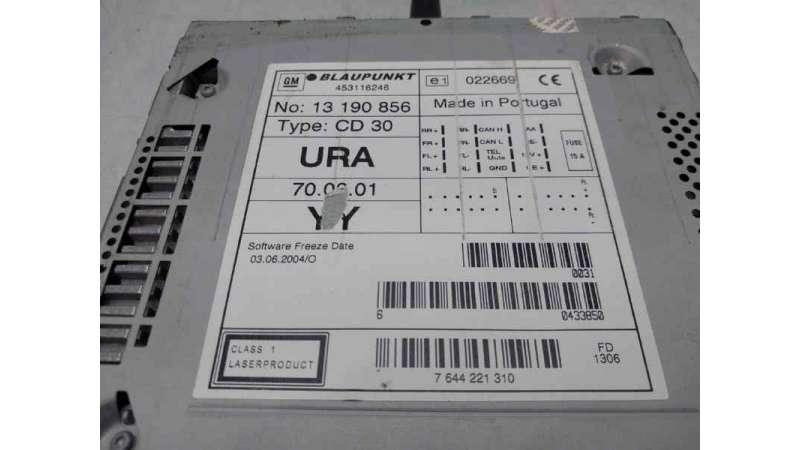 GM BLAUPUNKT
453116246
e1 022669 CE
No: 13 190 856
Made in Portugal
Type: CD 30
RR+ CAN H
FR+ CAN L
FL+ TEL Mute
RL+ GND
FUSE 15 A
URA
YY
Software Freeze Date
03.06.2004/O
0031
6 0433850
CLASS 1
LASERPRODUCT
7 644 221 310
FD
1306